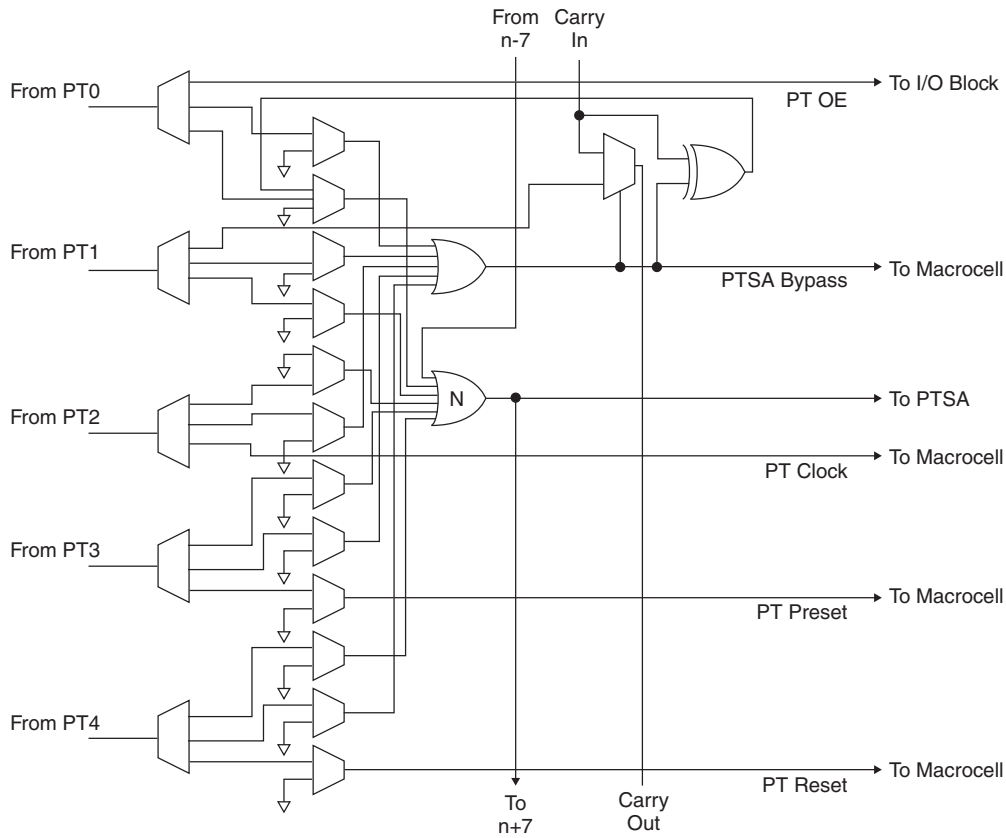 From
n-7
Carry
In
From PT0
To I/O Block
PT OE
From PT1
To Macrocell
PTSA Bypass
N
To PTSA
From PT2
To Macrocell
PT Clock
From PT3
To Macrocell
PT Preset
From PT4
To Macrocell
PT Reset
To
n+7
Carry
Out